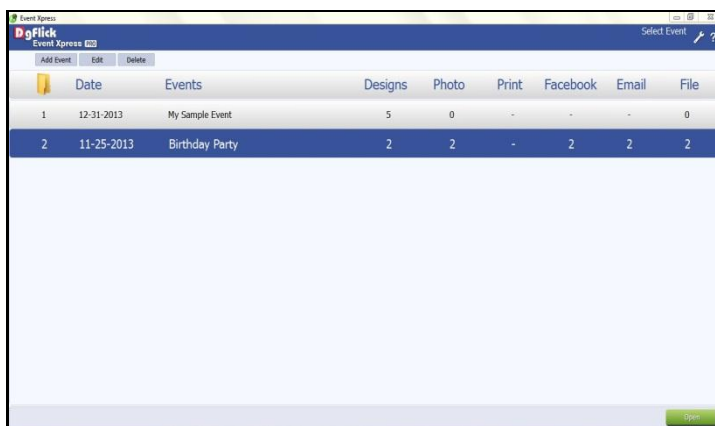 Event Xpress
DgFlick
Event Xpress PRO
Select Event
?
Add Event Edit Delete
Date Events Designs Photo Print Facebook Email File
1 12-31-2013 My Sample Event 5 0 - - - 0
2 11-25-2013 Birthday Party 2 2 - 2 2 2
Open